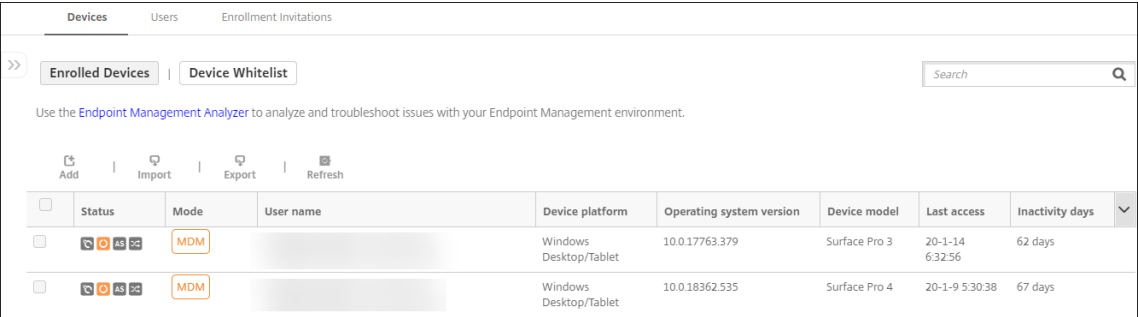 Devices Users Enrollment Invitations
Enrolled Devices | Device Whitelist Search
Use the Endpoint Management Analyzer to analyze and troubleshoot issues with your Endpoint Management environment.
Add | Import | Export | Refresh
Status Mode User name Device platform Operating system version Device model Last access Inactivity days
AS MDM Windows 10.0.17763.379 Surface Pro 3 20-1-14 62 days
Desktop/Tablet 6:32:56
AS MDM Windows 10.0.18362.535 Surface Pro 4 20-1-9 5:30:38 67 days
Desktop/Tablet